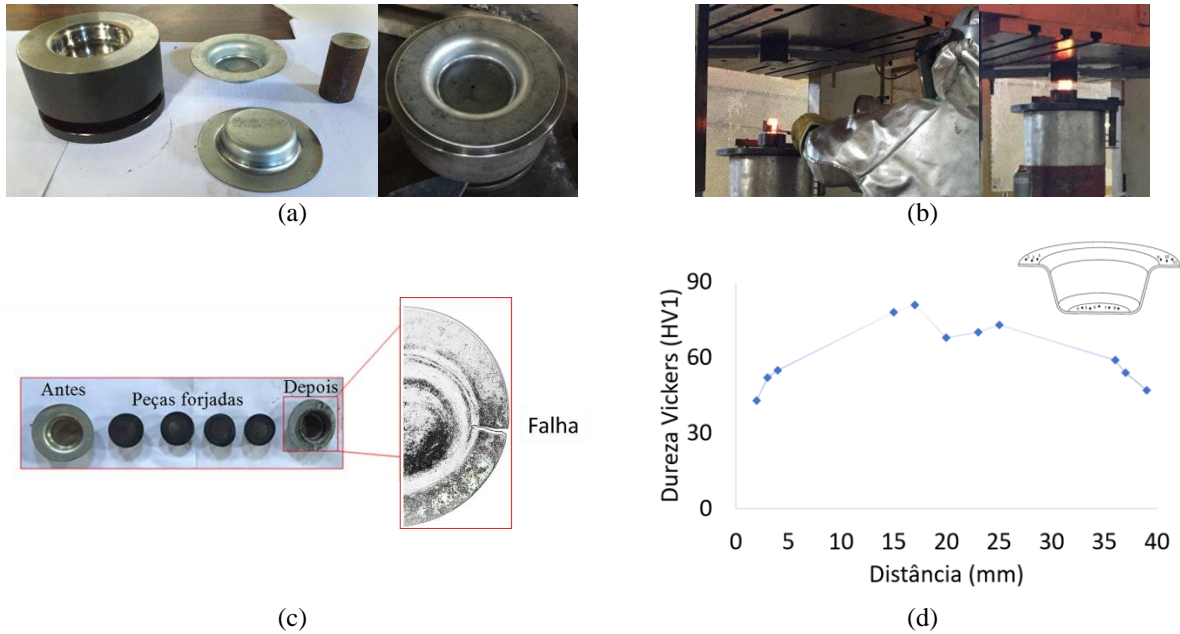 (a)
(b)
Antes
Peças forjadas
Depois
Falha
(c)
Dureza Vickers (HV1)
90
60
30
0
0 5 10 15 20 25 30 35 40
Distância (mm)
(d)